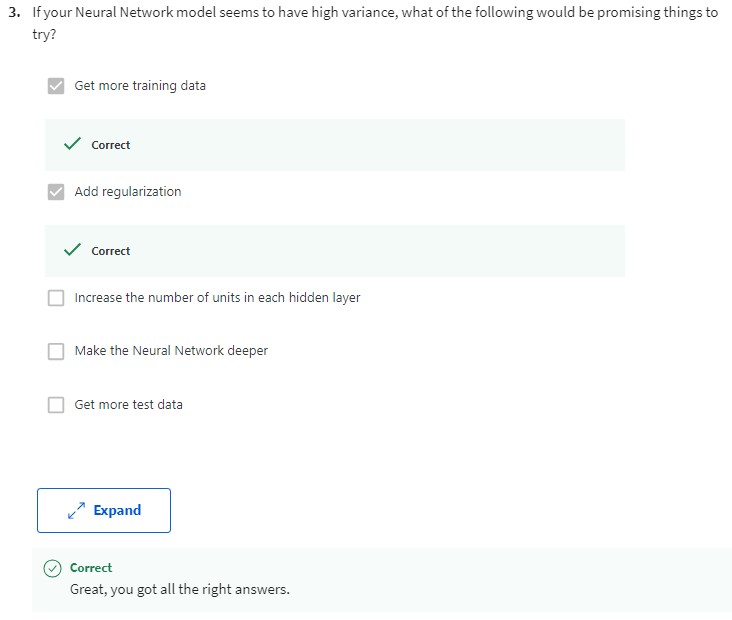 3. If your Neural Network model seems to have high variance, what of the following would be promising things to
try?
Get more training data
Correct
Add regularization
Correct
Increase the number of units in each hidden layer
Make the Neural Network deeper
Get more test data
Expand
Correct
Great, you got all the right answers.